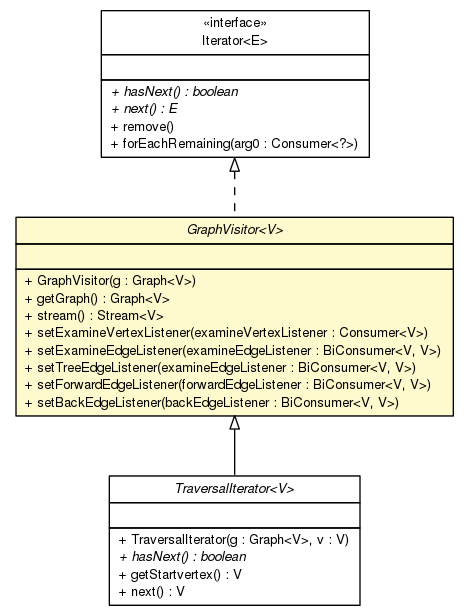 «interface»
Iterator<E>
+ hasNext() : boolean
+ next() : E
+ remove()
+ forEachRemaining(arg0 : Consumer<?>)
GraphVisitor<V>
+ GraphVisitor(g : Graph<V>)
+ getGraph() : Graph<V>
+ stream() : Stream<V>
+ setExamineVertexListener(examineVertexListener : Consumer<V>)
+ setExamineEdgeListener(examineEdgeListener : BiConsumer<V, V>)
+ setTreeEdgeListener(examineEdgeListener : BiConsumer<V, V>)
+ setForwardEdgeListener(forwardEdgeListener : BiConsumer<V, V>)
+ setBackEdgeListener(backEdgeListener : BiConsumer<V, V>)
TraversalIterator<V>
+ TraversalIterator(g : Graph<V>, v : V)
+ hasNext() : boolean
+ getStartvertex() : V
+ next() : V